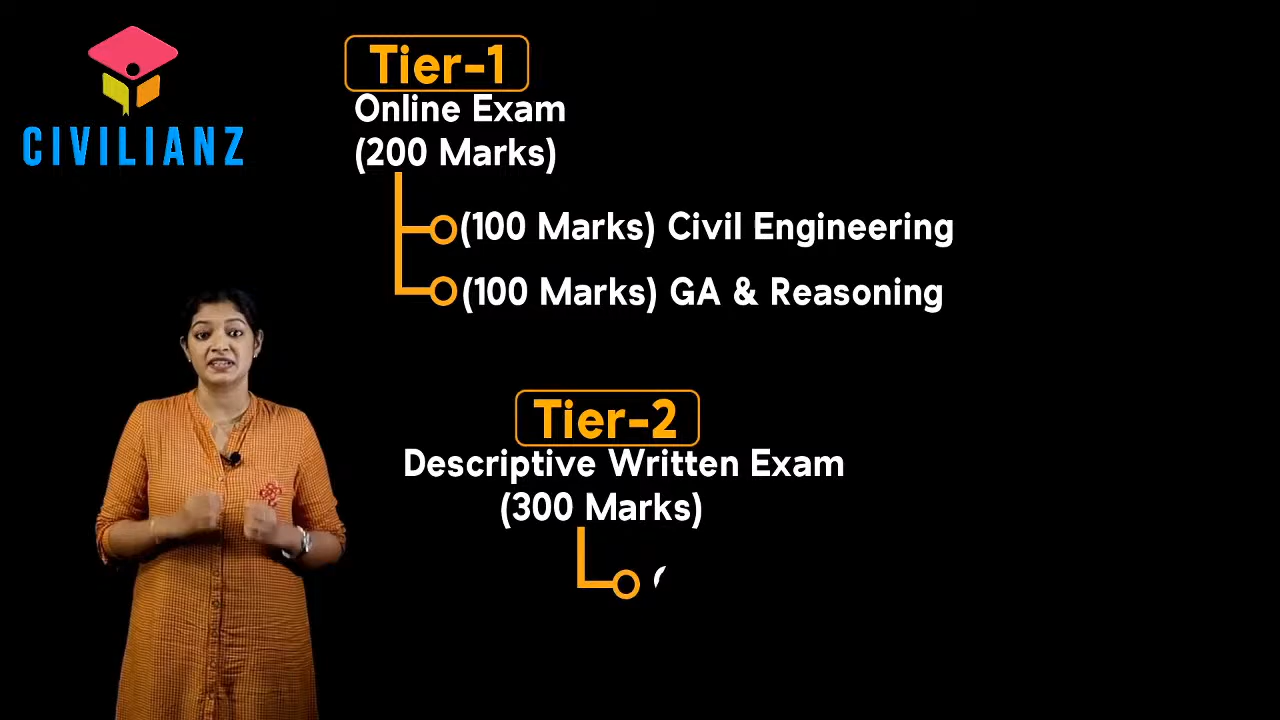 CIVILIANZ
Tier-1
Online Exam
(200 Marks)
(100 Marks) Civil Engineering
(100 Marks) GA & Reasoning
Tier-2
Descriptive Written Exam
(300 Marks)